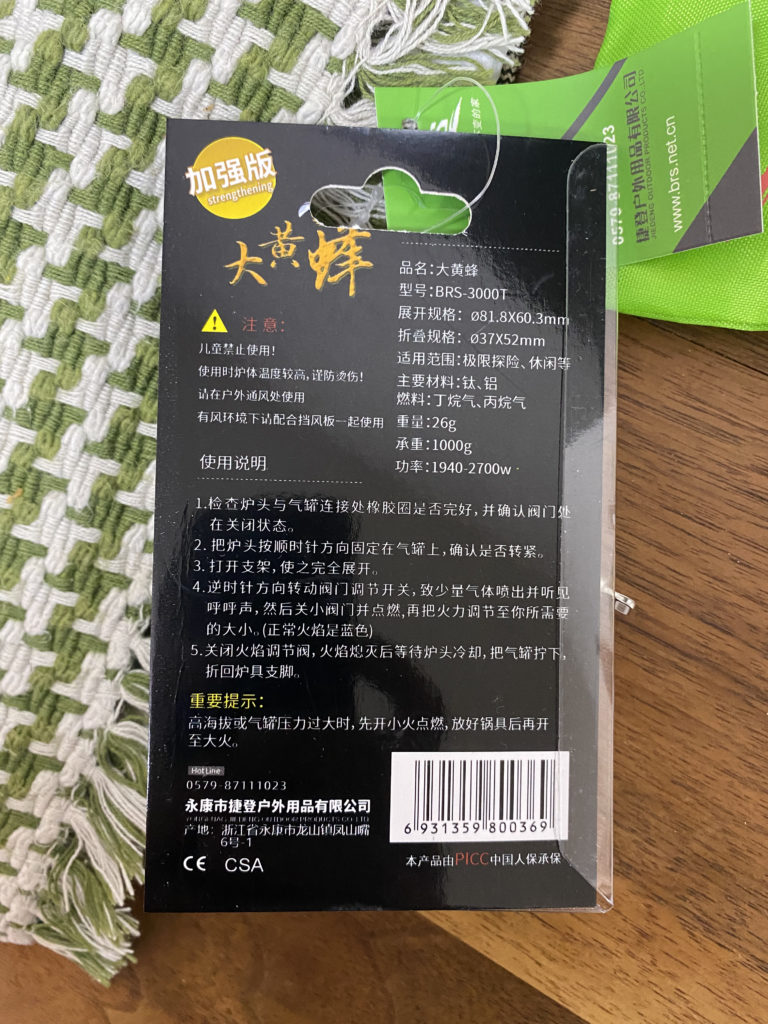 加强版
strengthening
大黄蜂
注意：
儿童禁止使用！
使用时炉体温度较高，谨防烫伤！
请在户外通风处使用
有风环境下请配合挡风板一起使用
品名：大黄蜂
型号：BRS-3000T
展开规格： Ø81.8X60.3mm
折叠规格： Ø37X52mm
适用范围：极限探险、休闲等
主要材料：钛、铝
燃料：丁烷气、丙烷气
重量：26g
承重：1000g
功率：1940-2700w
使用说明
1.检查炉头与气罐连接处橡胶圈是否完好，并确认阀门处
在关闭状态。
2. 把炉头按顺时针方向固定在气罐上，确认是否转紧。
3. 打开支架，使之完全展开。
4. 逆时针方向转动阀门调节开关，致少量气体喷出并听见
呼呼声，然后关小阀门并点燃，再把火力调节至你所需要
的大小。(正常火焰是蓝色)
5.关闭火焰调节阀，火焰熄灭后等待炉头冷却，把气罐拧下，
折回炉具支脚。
重要提示：
高海拔或气罐压力过大时，先开小火点燃，放好锅具后再开
至大火。
HotLine
0579-87111023
永康市捷登户外用品有限公司
JIEDENG OUTDOOR PRODUCTS CO LTD
产地：浙江省永康市龙山镇凤山嘴
6号-1
CE CSA
6 931359 800369
本产品由PICC中国人保承保
0579-87111023
捷登户外用品有限公司
JIEDENG OUTDOOR PRODUCTS CO.,LTD
www.brs.net.cn